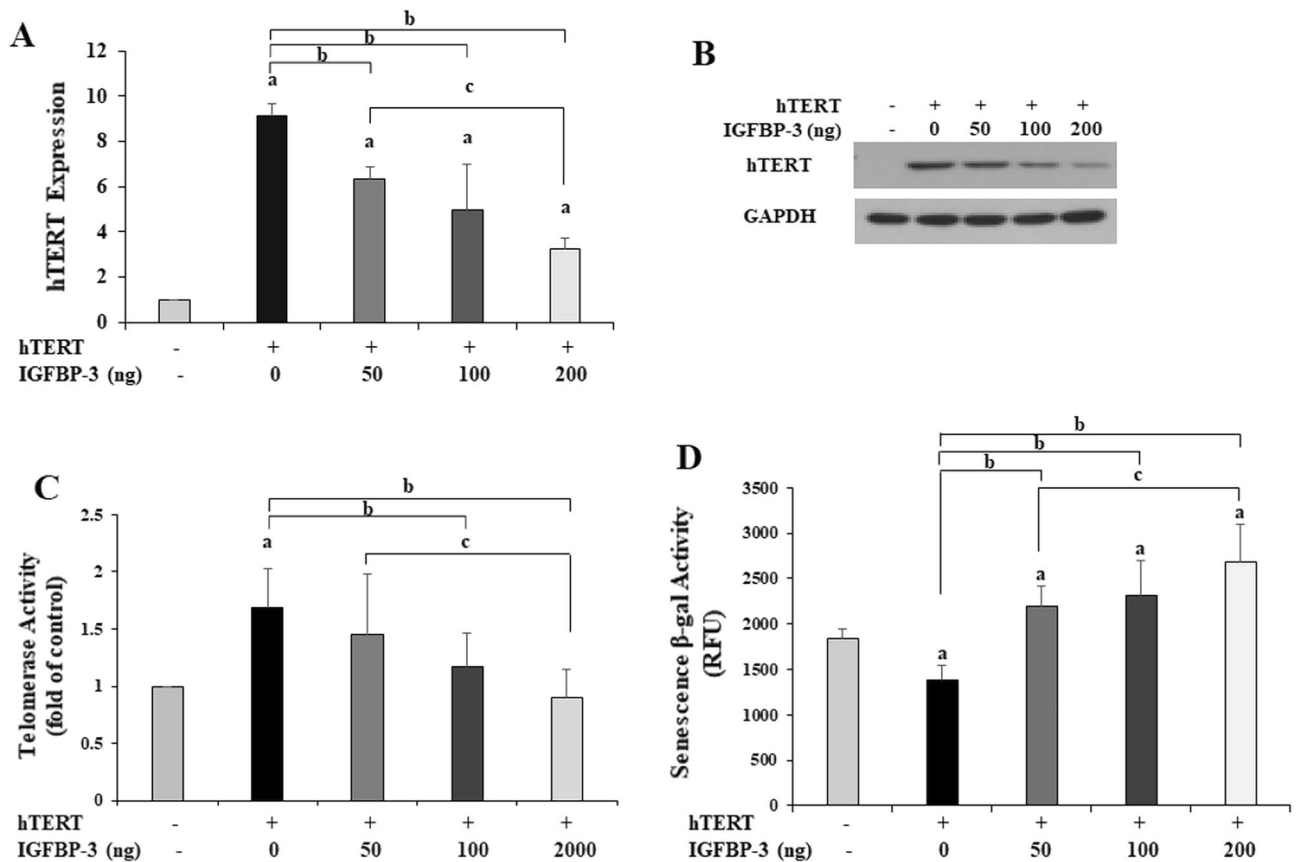 A
b
b
b
12
10
8
6
4
2
0
hTERT Expression
a
a
a
a
c
hTERT - + + + +
IGFBP-3 (ng) - 0 50 100 200
B
hTERT - + + + +
IGFBP-3 (ng) - 0 50 100 200
hTERT
GAPDH
C
b
b
c
a
2.5
2
1.5
1
0.5
0
Telomerase Activity
(fold of control)
hTERT - + + + +
IGFBP-3 (ng) - 0 50 100 2000
D
b
b
b
c
a
a
a
a
3500
3000
2500
2000
1500
1000
500
0
Senescence β-gal Activity
(RFU)
hTERT - + + + +
IGFBP-3 (ng) - 0 50 100 200